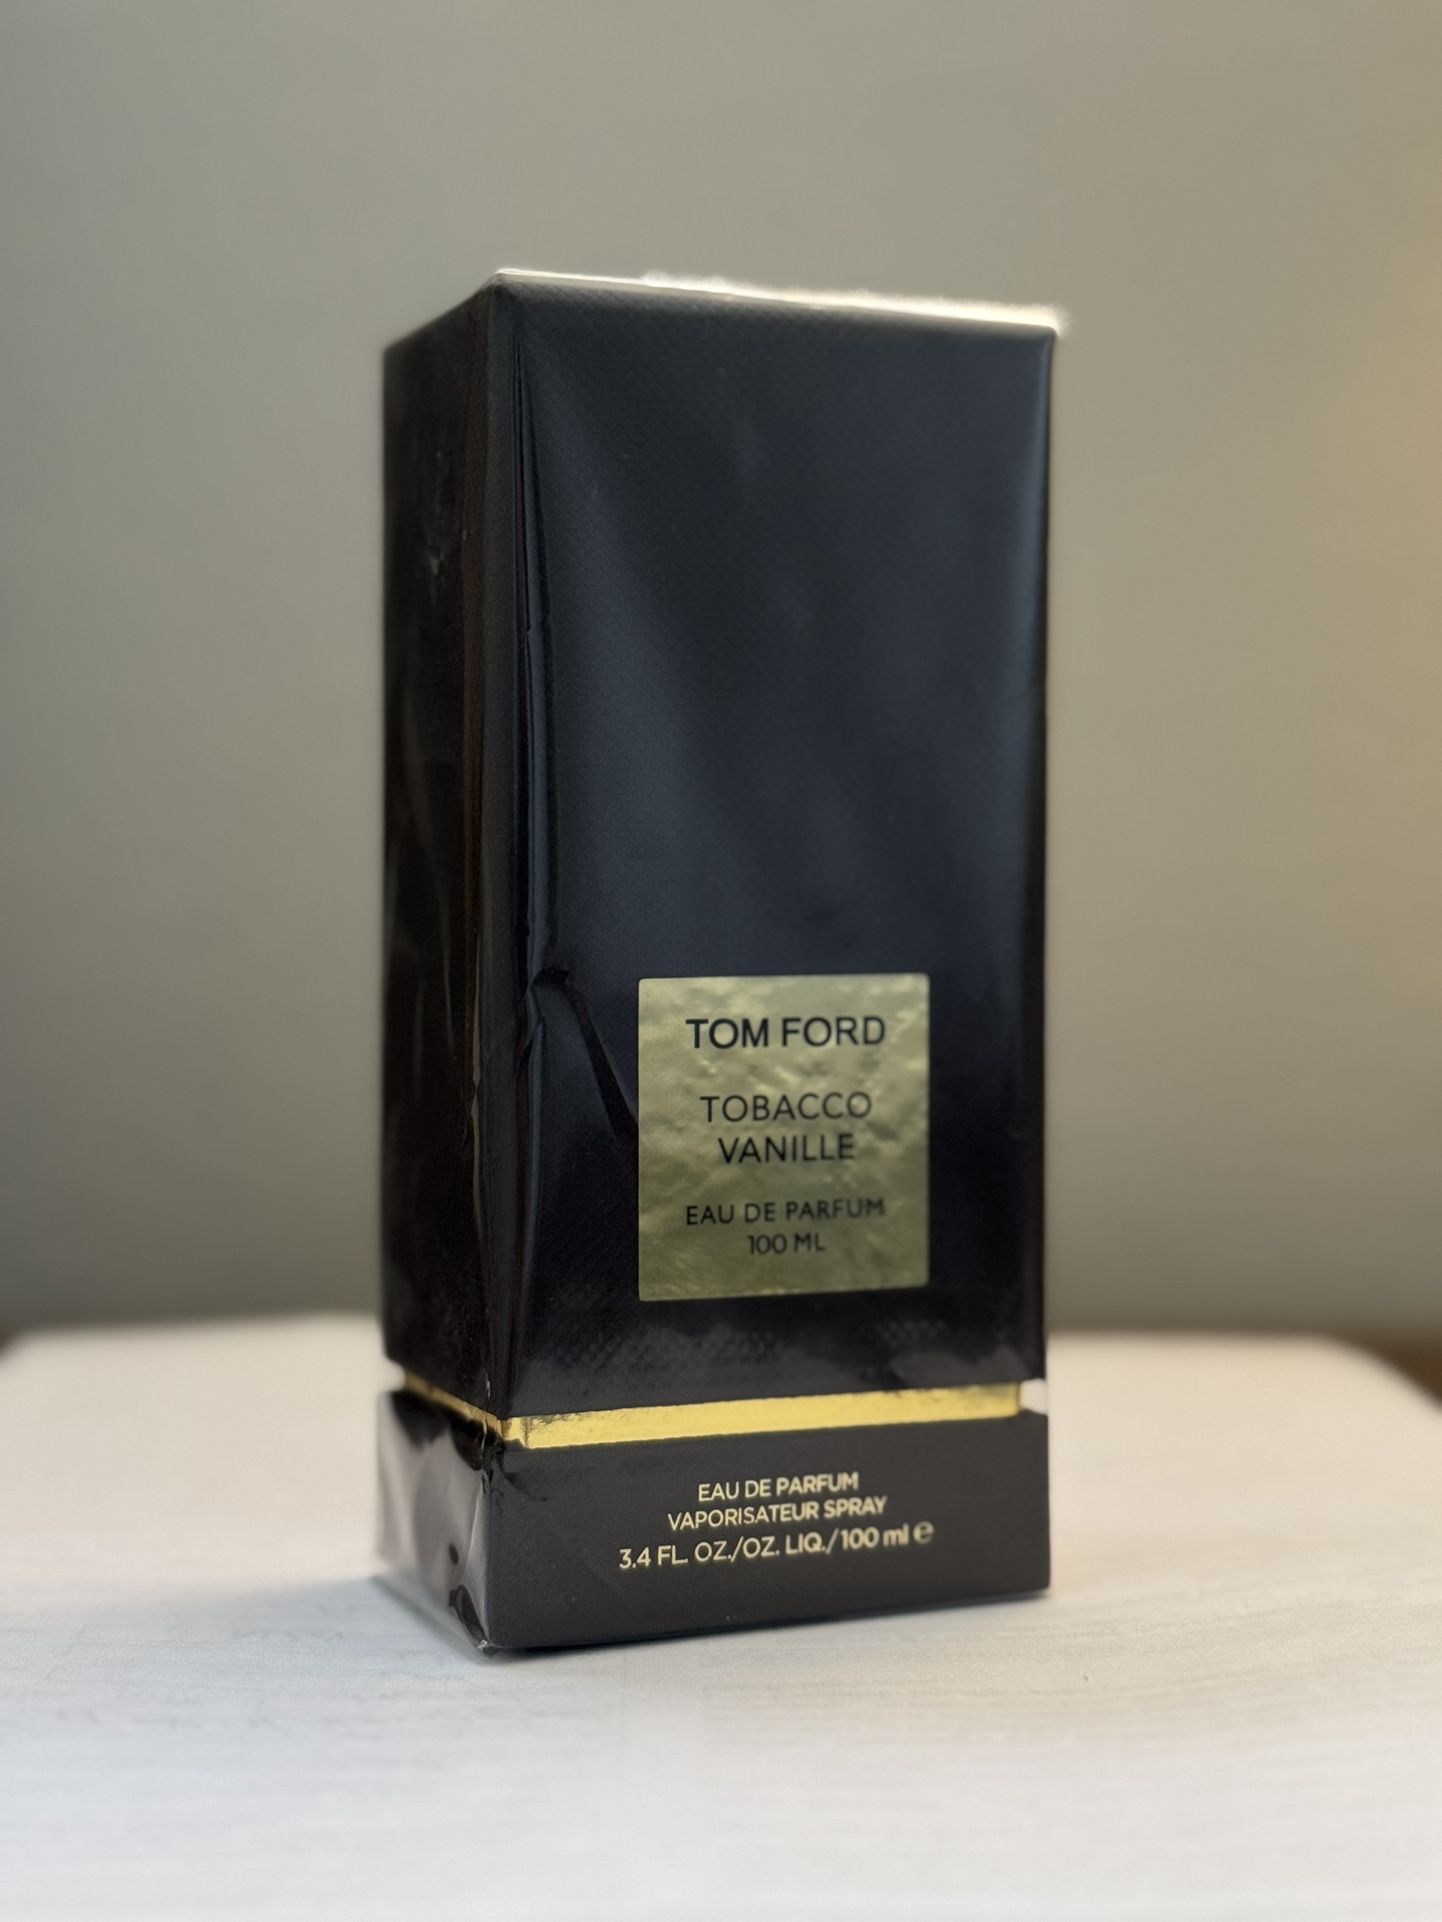 TOM FORD
TOBACCO
VANILLE
EAU DE PARFUM
100 ML
EAU DE PARFUM
VAPORISATEUR SPRAY
3.4 FL. OZ./OZ. LIQ./100 ml ℮